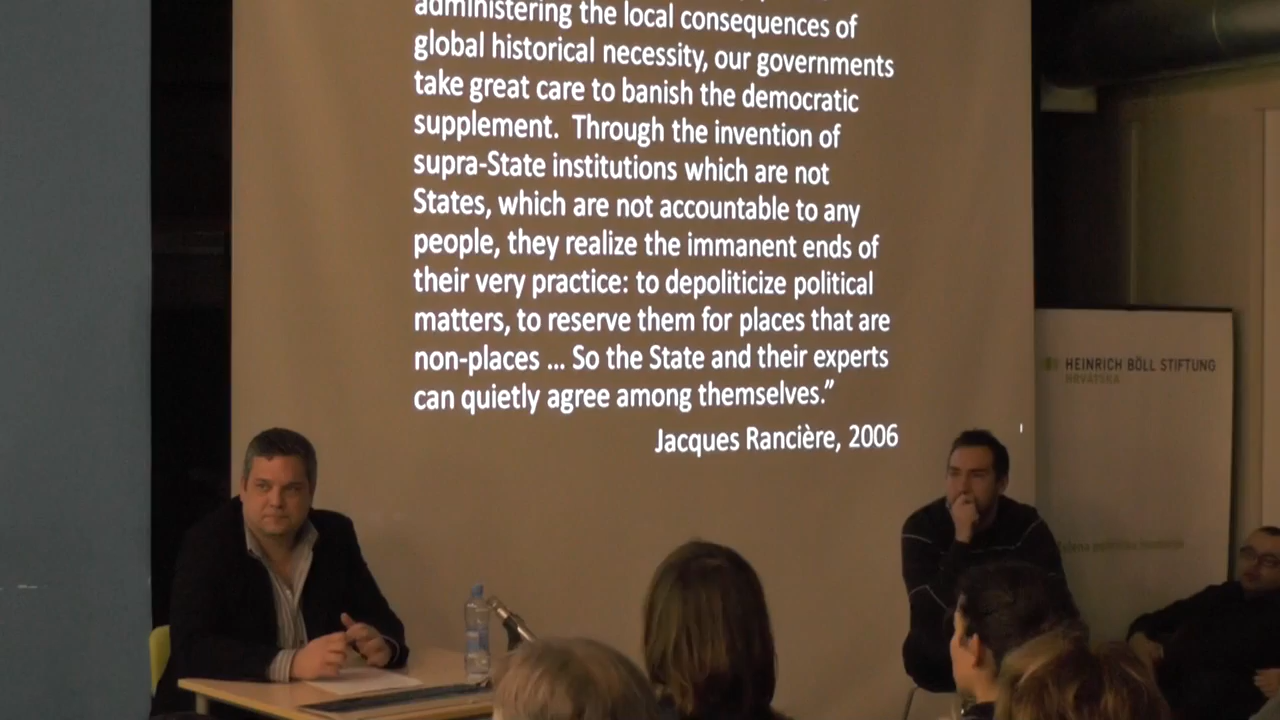 administering the local consequences of
global historical necessity, our governments
take great care to banish the democratic
supplement. Through the invention of
supra-State institutions which are not
States, which are not accountable to any
people, they realize the immanent ends of
their very practice: to depoliticize political
matters, to reserve them for places that are
non-places ... So the State and their experts
can quietly agree among themselves.”
Jacques Rancière, 2006
HEINRICH BÖLL STIFTUNG
HRVATSKA